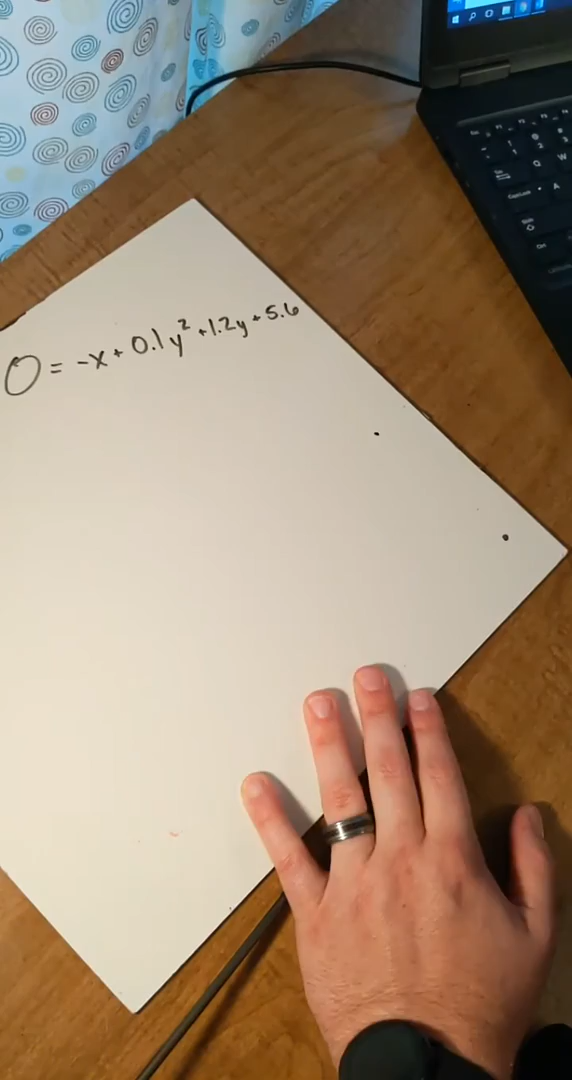 0 = -x + 0.1y² + 1.2y + 5.6